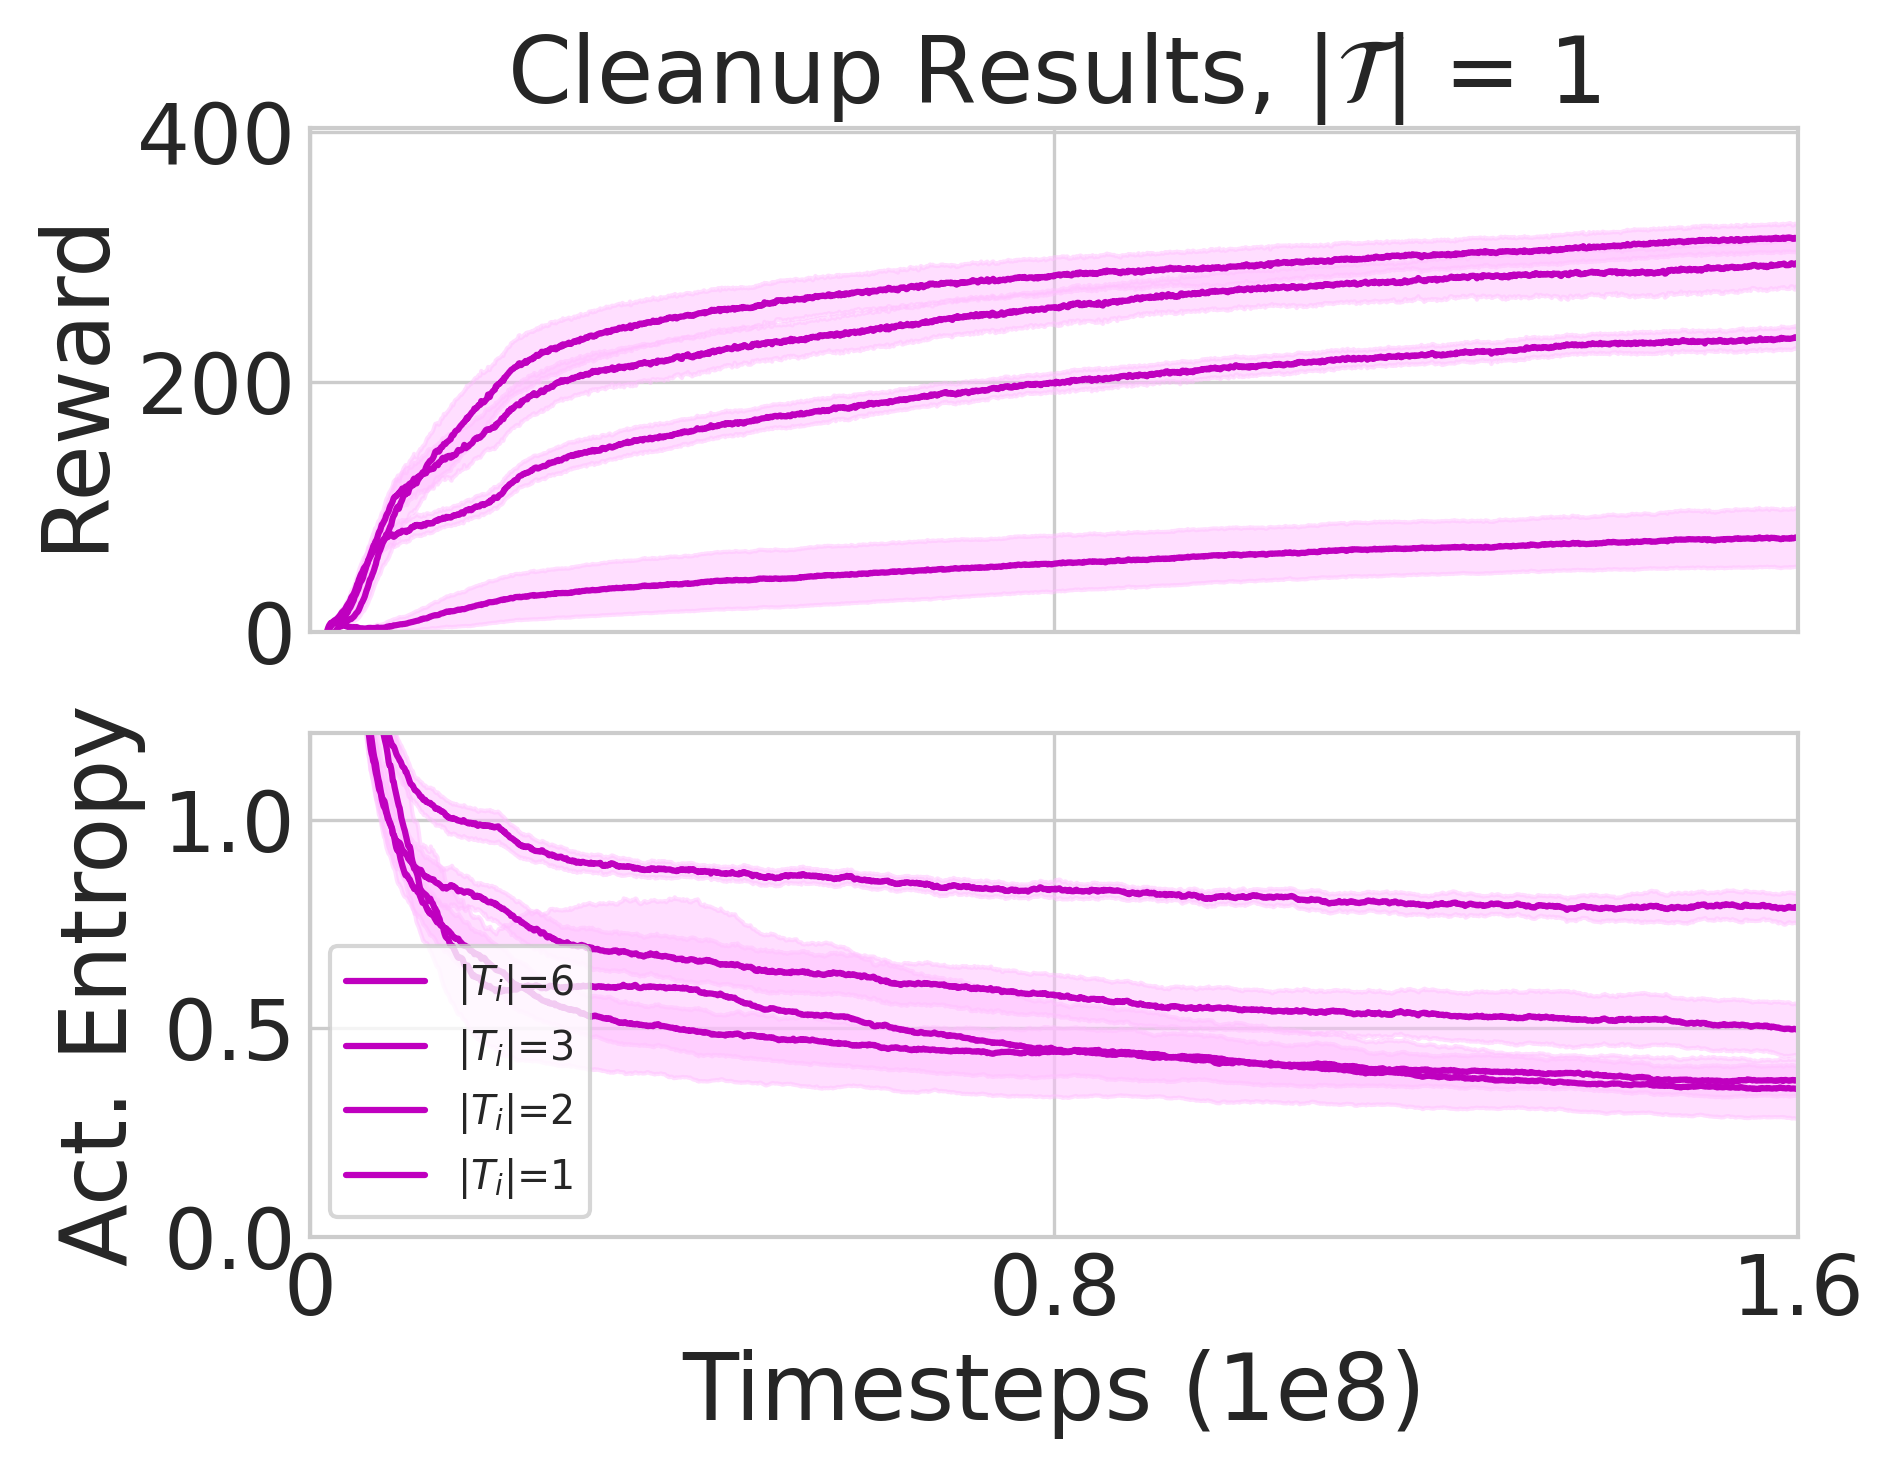 Cleanup Results, |𝒯| = 1
Reward
400
200
0
Act. Entropy
1.0
0.5
0.0
|T_i|=6
|T_i|=3
|T_i|=2
|T_i|=1
0 0.8 1.6
Timesteps (1e8)